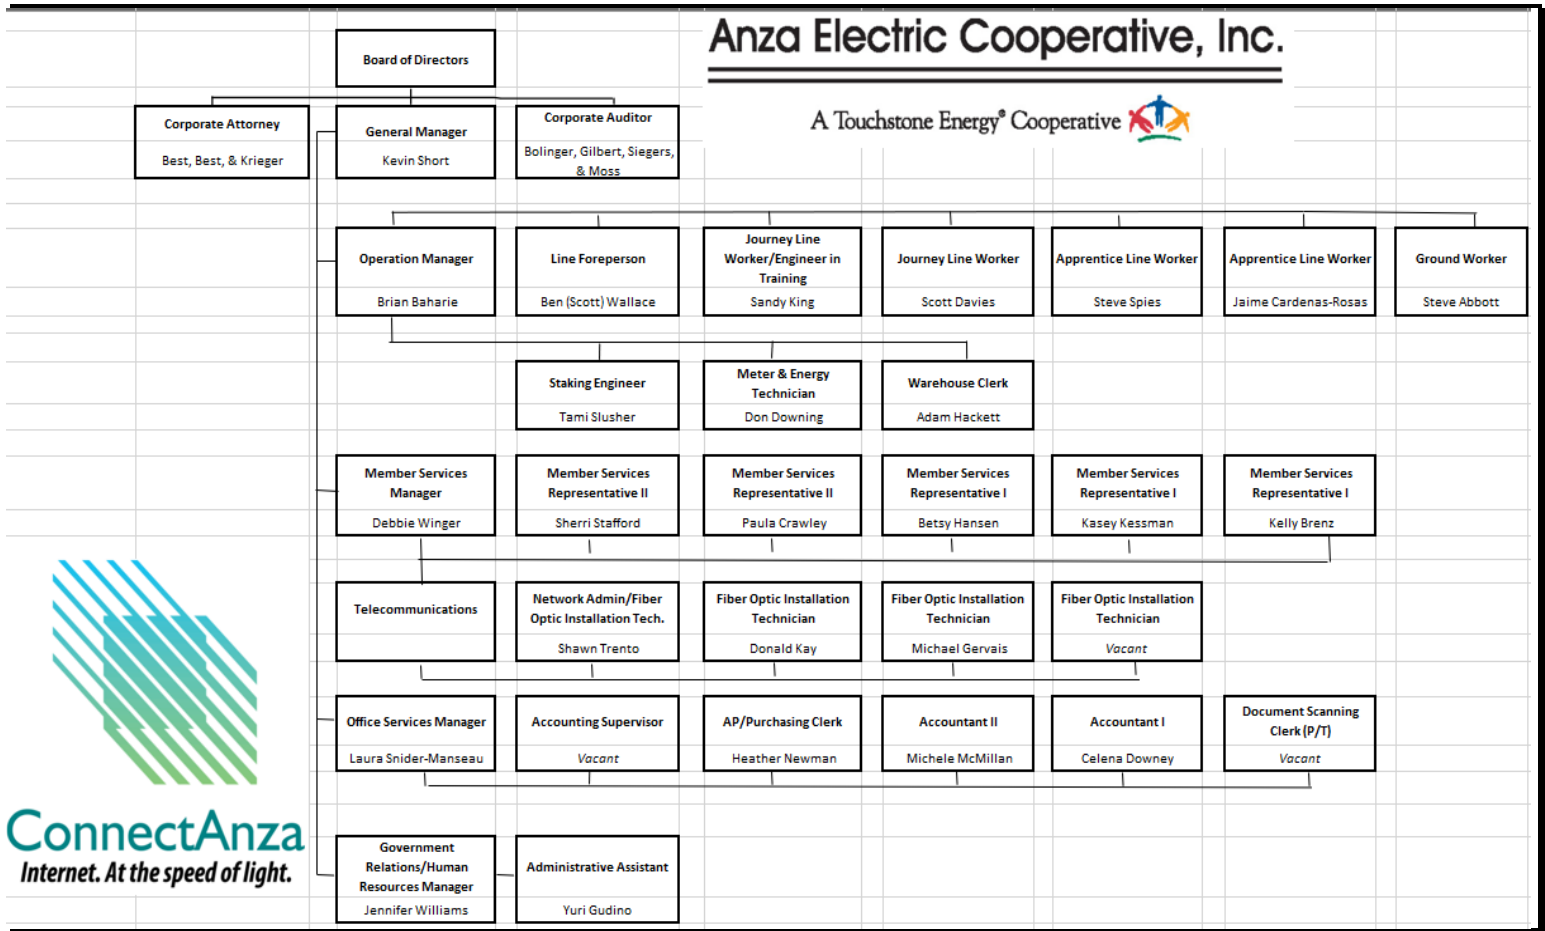 Anza Electric Cooperative, Inc.
A Touchstone Energy® Cooperative
Board of Directors
Corporate Attorney
Best, Best, & Krieger
General Manager
Kevin Short
Corporate Auditor
Bolinger, Gilbert, Siegers,
& Moss
Operation Manager
Brian Baharie
Line Foreperson
Ben (Scott) Wallace
Journey Line
Worker/Engineer in
Training
Sandy King
Journey Line Worker
Scott Davies
Apprentice Line Worker
Steve Spies
Apprentice Line Worker
Jaime Cardenas-Rosas
Ground Worker
Steve Abbott
Staking Engineer
Tami Slusher
Meter & Energy
Technician
Don Downing
Warehouse Clerk
Adam Hackett
Member Services
Manager
Debbie Winger
Member Services
Representative II
Sherri Stafford
Member Services
Representative II
Paula Crawley
Member Services
Representative I
Betsy Hansen
Member Services
Representative I
Kasey Kessman
Member Services
Representative I
Kelly Brenz
Telecommunications
Network Admin/Fiber
Optic Installation Tech.
Shawn Trento
Fiber Optic Installation
Technician
Donald Kay
Fiber Optic Installation
Technician
Michael Gervais
Fiber Optic Installation
Technician
Vacant
Office Services Manager
Laura Snider-Manseau
Accounting Supervisor
Vacant
AP/Purchasing Clerk
Heather Newman
Accountant II
Michele McMillan
Accountant I
Celena Downey
Document Scanning
Clerk (P/T)
Vacant
Government
Relations/Human
Resources Manager
Jennifer Williams
Administrative Assistant
Yuri Gudino
ConnectAnza
Internet. At the speed of light.